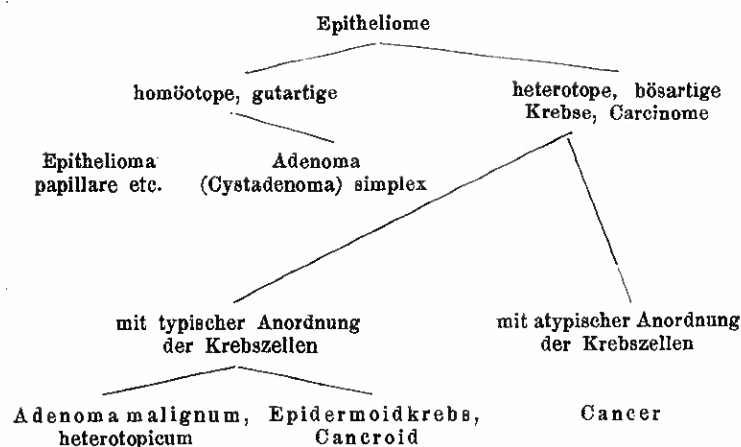 Epitheliome
homöotope, gutartige
heterotope, bösartige
Krebse, Carcinome
Epithelioma
papillare etc.
Adenoma
(Cystadenoma) simplex
mit typischer Anordnung
der Krebszellen
mit atypischer Anordnung
der Krebszellen
Adenoma malignum,
heterotopicum
Epidermoidkrebs,
Cancroid
Cancer